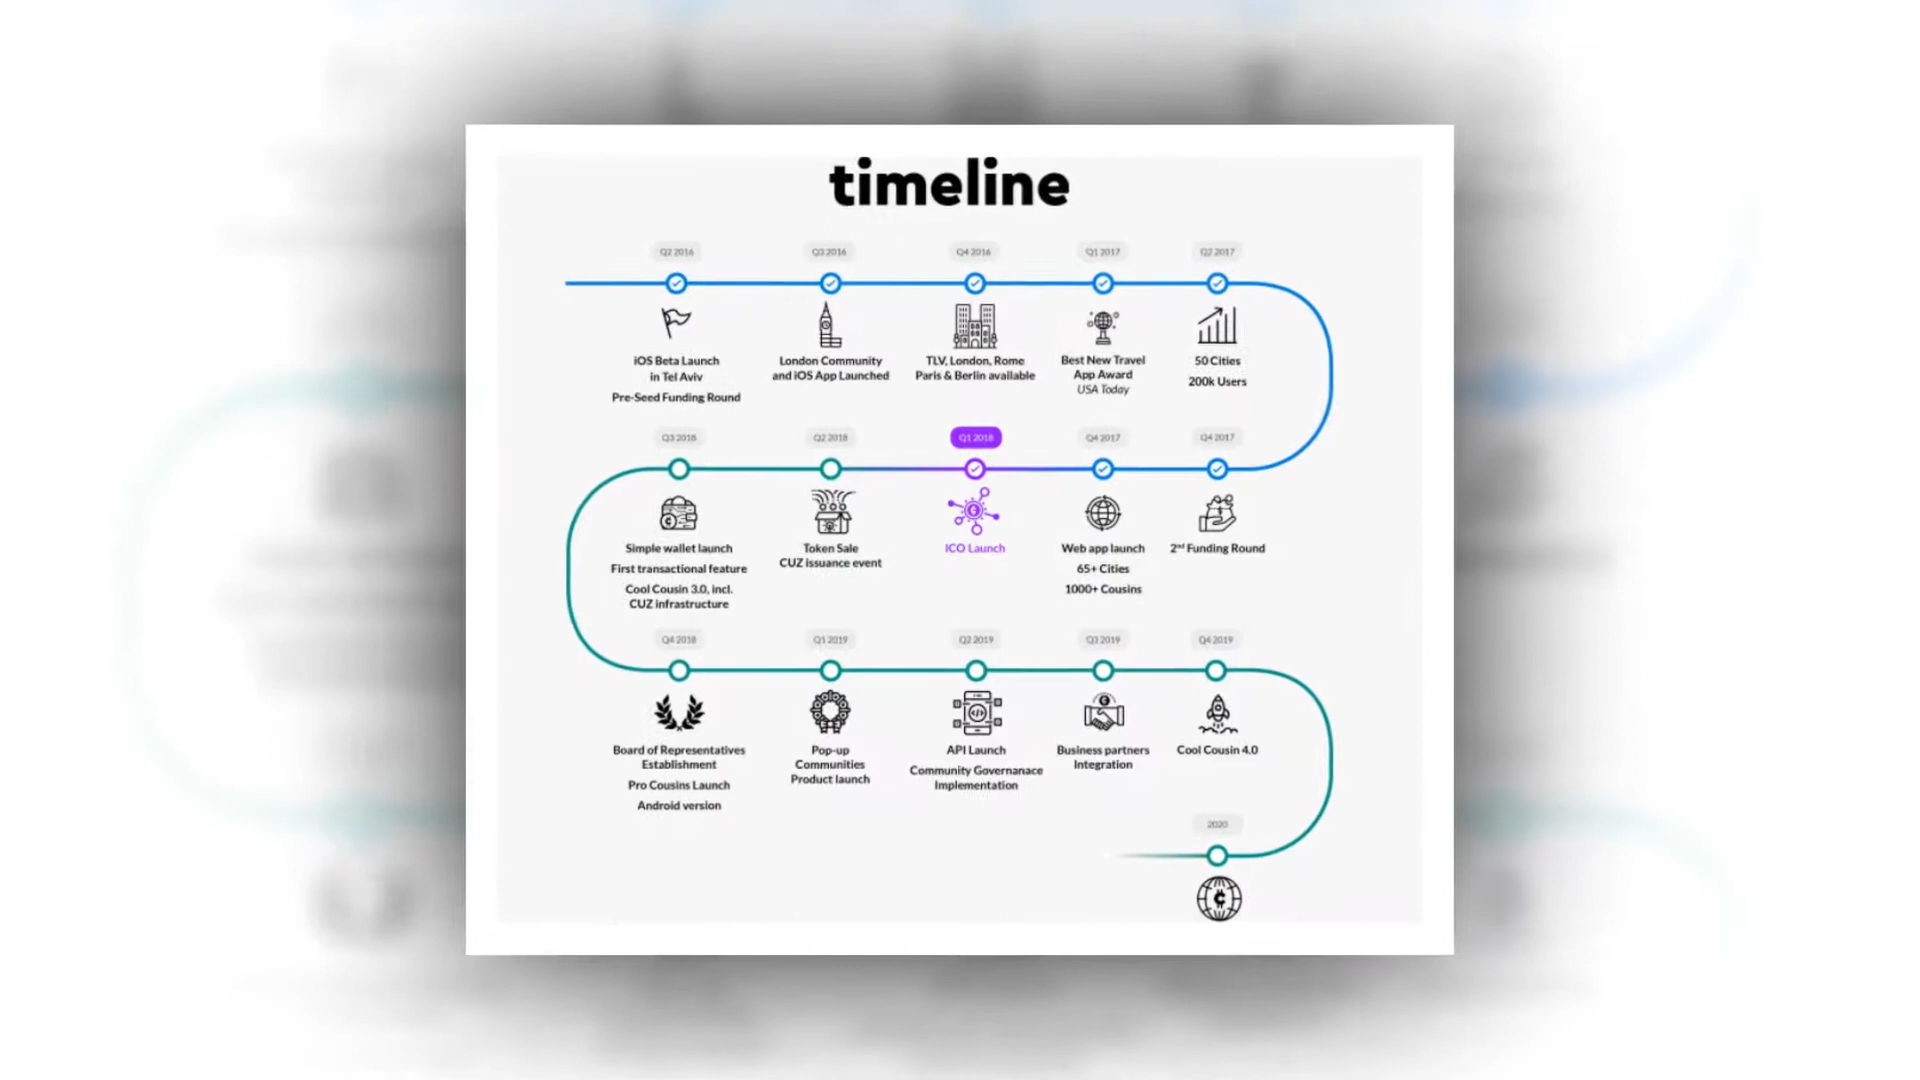 timeline
Q2 2016
Q3 2016
Q4 2016
Q1 2017
Q2 2017
iOS Beta Launch
in Tel Aviv
Pre-Seed Funding Round
London Community
and iOS App Launched
TLV, London, Rome
Paris & Berlin available
Best New Travel
App Award
USA Today
50 Cities
200k Users
Q3 2018
Q2 2018
Q1 2018
Q4 2017
Q4 2017
Simple wallet launch
First transactional feature
Cool Cousin 3.0, incl.
CUZ infrastructure
Token Sale
CUZ issuance event
ICO Launch
Web app launch
65+ Cities
1000+ Cousins
2nd Funding Round
Q4 2018
Q1 2019
Q2 2019
Q3 2019
Q4 2019
Board of Representatives
Establishment
Pro Cousins Launch
Android version
Pop-up
Communities
Product launch
API Launch
Community Governanace
Implementation
Business partners
Integration
Cool Cousin 4.0
2020